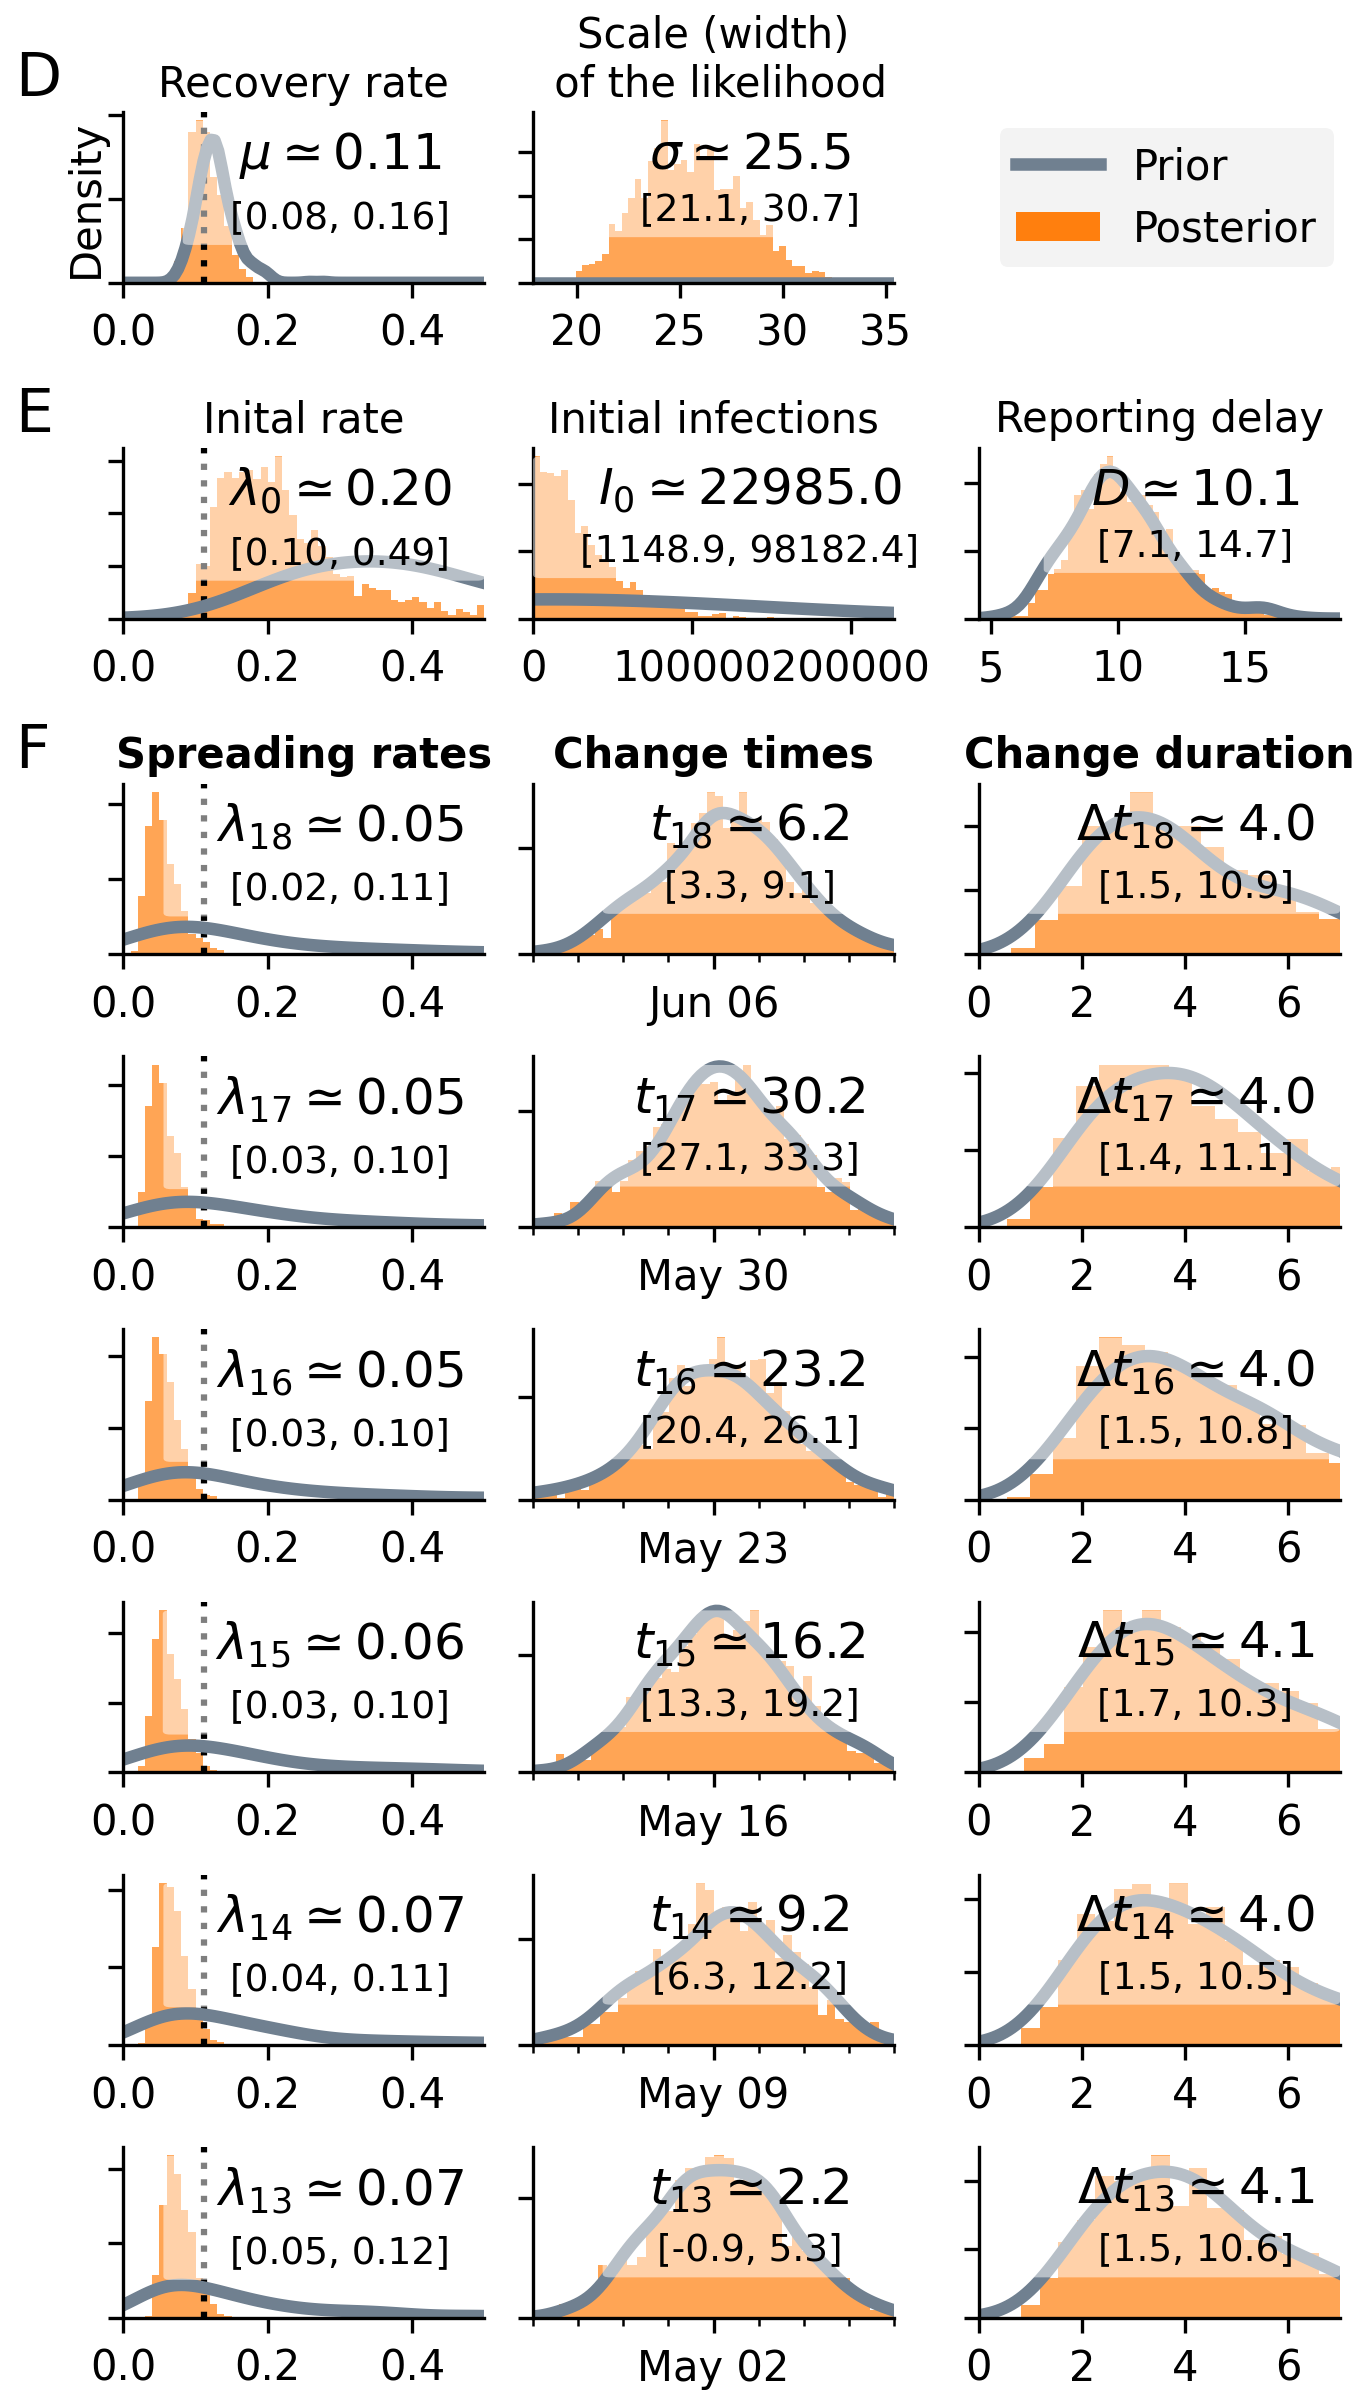 D
Recovery rate
Scale (width)
of the likelihood
Density
μ ≃ 0.11
[0.08, 0.16]
0.0 0.2 0.4
σ ≃ 25.5
[21.1, 30.7]
20 25 30 35
Prior
Posterior
E
Inital rate
λ0 ≃ 0.20
[0.10, 0.49]
0.0 0.2 0.4
Initial infections
I0 ≃ 22985.0
[1148.9, 98182.4]
0 100000 200000
Reporting delay
D ≃ 10.1
[7.1, 14.7]
5 10 15
F
Spreading rates
Change times
Change duration
λ18 ≃ 0.05
[0.02, 0.11]
0.0 0.2 0.4
t18 ≃ 6.2
[3.3, 9.1]
Jun 06
Δt18 ≃ 4.0
[1.5, 10.9]
0 2 4 6
λ17 ≃ 0.05
[0.03, 0.10]
0.0 0.2 0.4
t17 ≃ 30.2
[27.1, 33.3]
May 30
Δt17 ≃ 4.0
[1.4, 11.1]
0 2 4 6
λ16 ≃ 0.05
[0.03, 0.10]
0.0 0.2 0.4
t16 ≃ 23.2
[20.4, 26.1]
May 23
Δt16 ≃ 4.0
[1.5, 10.8]
0 2 4 6
λ15 ≃ 0.06
[0.03, 0.10]
0.0 0.2 0.4
t15 ≃ 16.2
[13.3, 19.2]
May 16
Δt15 ≃ 4.1
[1.7, 10.3]
0 2 4 6
λ14 ≃ 0.07
[0.04, 0.11]
0.0 0.2 0.4
t14 ≃ 9.2
[6.3, 12.2]
May 09
Δt14 ≃ 4.0
[1.5, 10.5]
0 2 4 6
λ13 ≃ 0.07
[0.05, 0.12]
0.0 0.2 0.4
t13 ≃ 2.2
[-0.9, 5.3]
May 02
Δt13 ≃ 4.1
[1.5, 10.6]
0 2 4 6